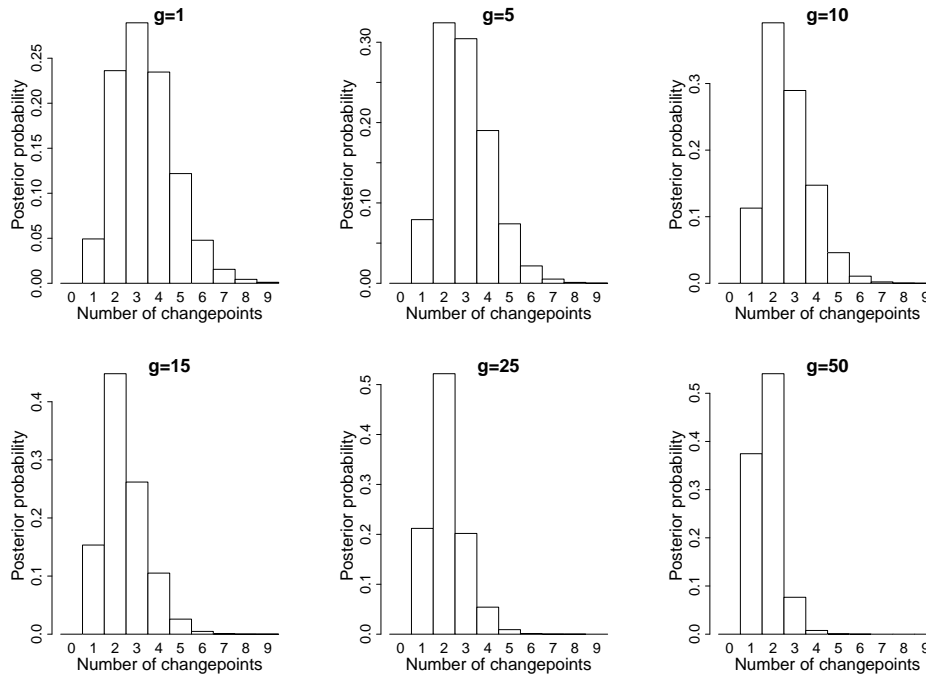 g=1
Posterior probability
0.00 0.05 0.10 0.15 0.20 0.25
0 1 2 3 4 5 6 7 8 9
Number of changepoints
g=5
Posterior probability
0.00 0.10 0.20 0.30
0 1 2 3 4 5 6 7 8 9
Number of changepoints
g=10
Posterior probability
0.0 0.1 0.2 0.3
0 1 2 3 4 5 6 7 8 9
Number of changepoints
g=15
Posterior probability
0.0 0.1 0.2 0.3 0.4
0 1 2 3 4 5 6 7 8 9
Number of changepoints
g=25
Posterior probability
0.0 0.1 0.2 0.3 0.4 0.5
0 1 2 3 4 5 6 7 8 9
Number of changepoints
g=50
Posterior probability
0.0 0.1 0.2 0.3 0.4 0.5
0 1 2 3 4 5 6 7 8 9
Number of changepoints